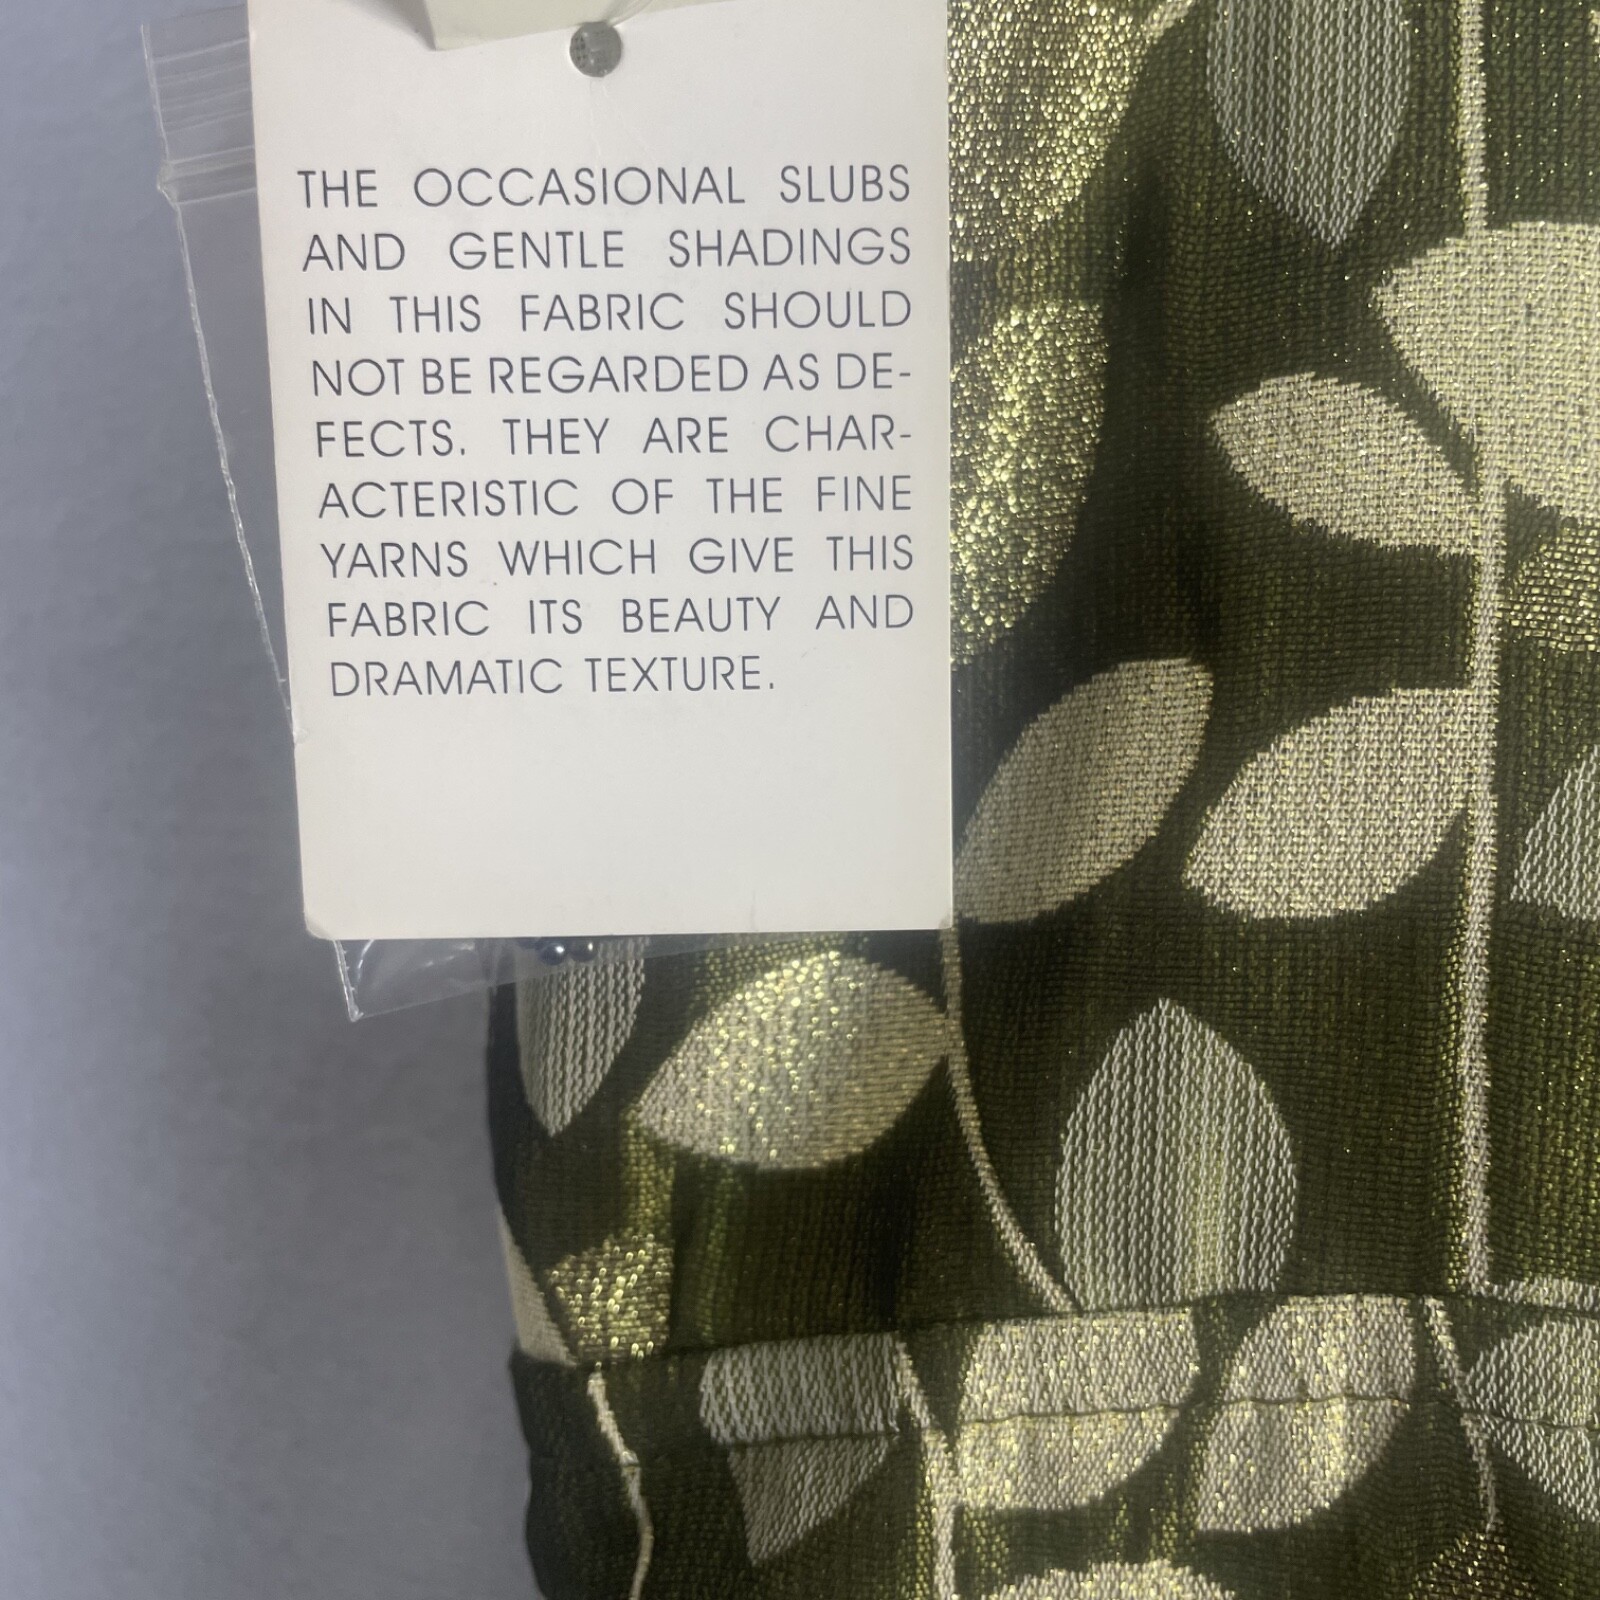 THE OCCASIONAL SLUBS
AND GENTLE SHADINGS
IN THIS FABRIC SHOULD
NOT BE REGARDED AS DE-
FECTS. THEY ARE CHAR-
ACTERISTIC OF THE FINE
YARNS WHICH GIVE THIS
FABRIC ITS BEAUTY AND
DRAMATIC TEXTURE.